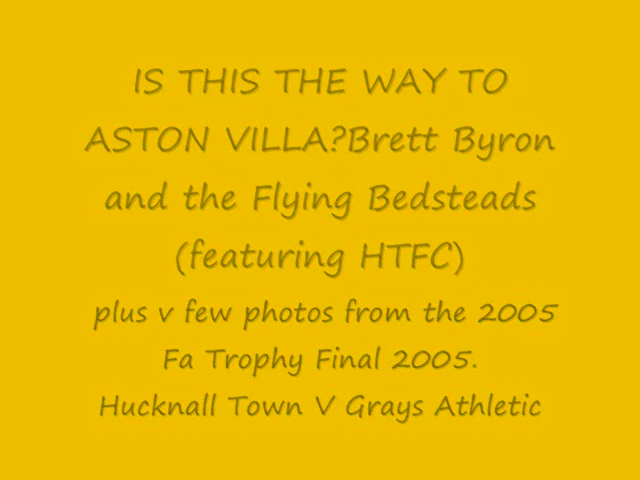 IS THIS THE WAY TO
ASTON VILLA?Brett Byron
and the Flying Bedsteads
(featuring HTFC)
plus v few photos from the 2005
Fa Trophy Final 2005.
Hucknall Town V Grays Athletic